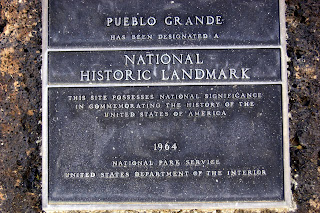 PUEBLO GRANDE
HAS BEEN DESIGNATED A
NATIONAL
HISTORIC LANDMARK
THIS SITE POSSESSES NATIONAL SIGNIFICANCE
IN COMMEMORATING THE HISTORY OF THE
UNITED STATES OF AMERICA
1964
NATIONAL PARK SERVICE
UNITED STATES DEPARTMENT OF THE INTERIOR